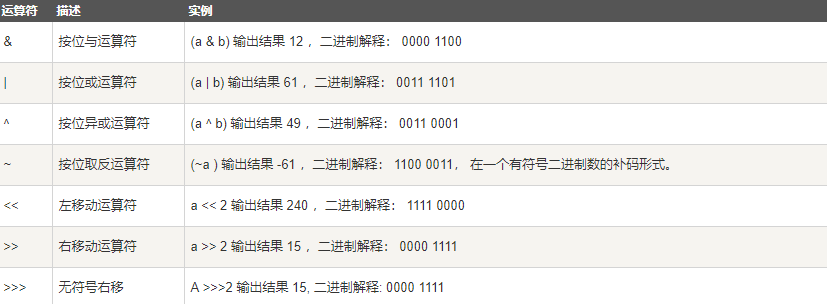 运算符 描述 实例
& 按位与运算符 (a & b) 输出结果 12 ，二进制解释： 0000 1100
| 按位或运算符 (a | b) 输出结果 61 ，二进制解释： 0011 1101
^ 按位异或运算符 (a ^ b) 输出结果 49 ，二进制解释： 0011 0001
~ 按位取反运算符 (~a ) 输出结果 -61 ，二进制解释： 1100 0011， 在一个有符号二进制数的补码形式。
<< 左移动运算符 a << 2 输出结果 240 ，二进制解释： 1111 0000
>> 右移动运算符 a >> 2 输出结果 15 ，二进制解释： 0000 1111
>>> 无符号右移 A >>>2 输出结果 15, 二进制解释: 0000 1111